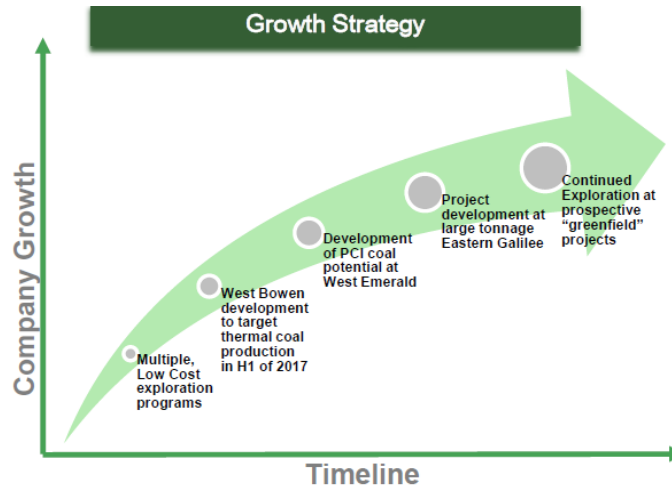 Growth Strategy
Company Growth
Multiple,
Low Cost
exploration
programs
West Bowen
development
to target
thermal coal
production
in H1 of 2017
Development
of PCI coal
potential at
West Emerald
Project
development at
large tonnage
Eastern Galilee
Continued
Exploration at
prospective
“greenfield”
projects
Timeline